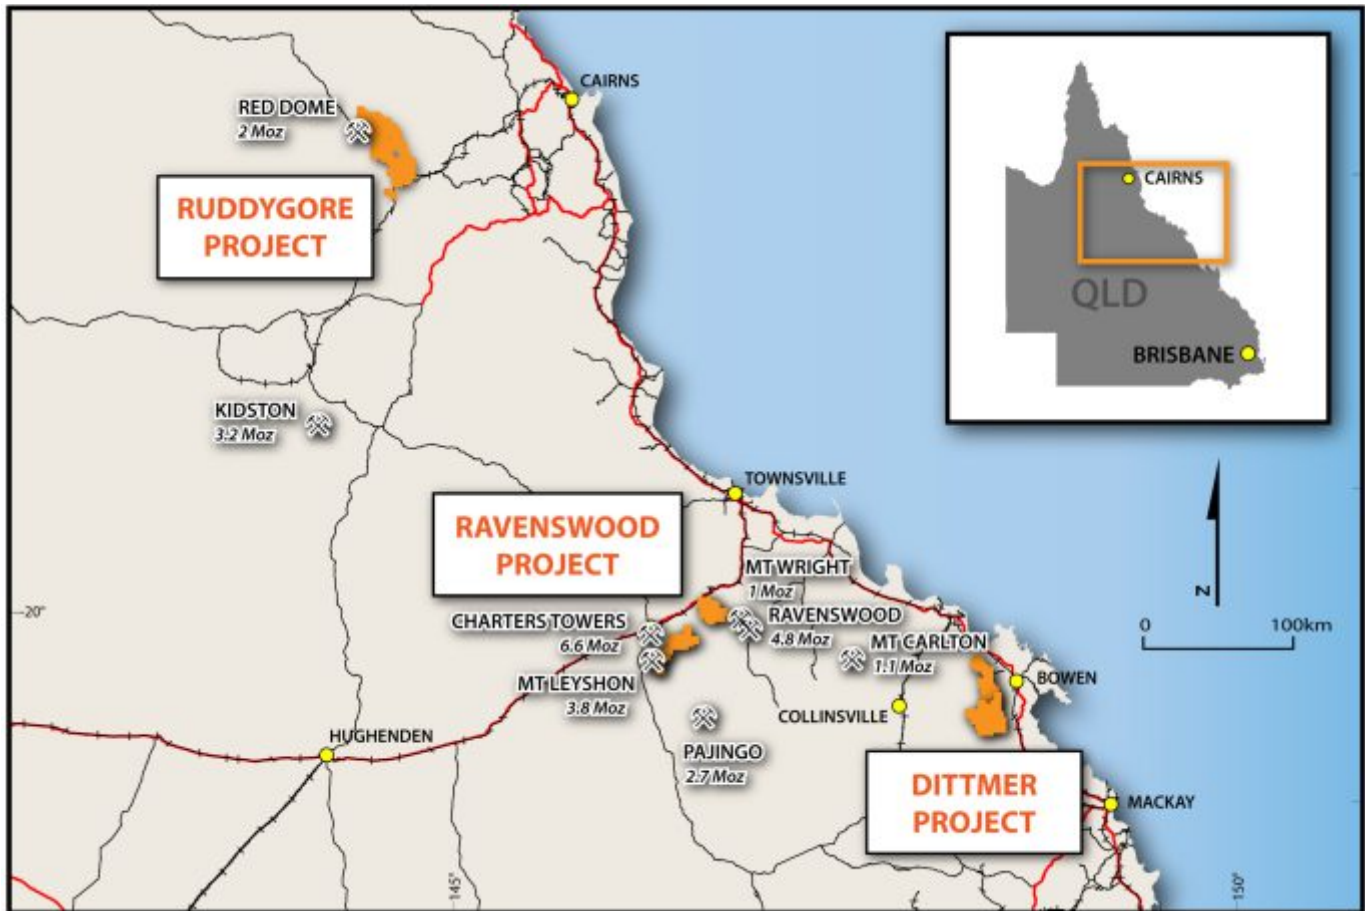 CAIRNS
RED DOME
2 Moz
RUDDYGORE
PROJECT
CAIRNS
QLD
BRISBANE
KIDSTON
3.2 Moz
TOWNSVILLE
RAVENSWOOD
PROJECT
N
MT WRIGHT
1 Moz
20°
CHARTERS TOWERS
6.6 Moz
RAVENSWOOD
4.8 Moz
MT CARLTON
1.1 Moz
0 100km
MT LEYSHON
3.8 Moz
BOWEN
COLLINSVILLE
HUGHENDEN
PAJINGO
2.7 Moz
DITTMER
PROJECT
MACKAY
145°
150°